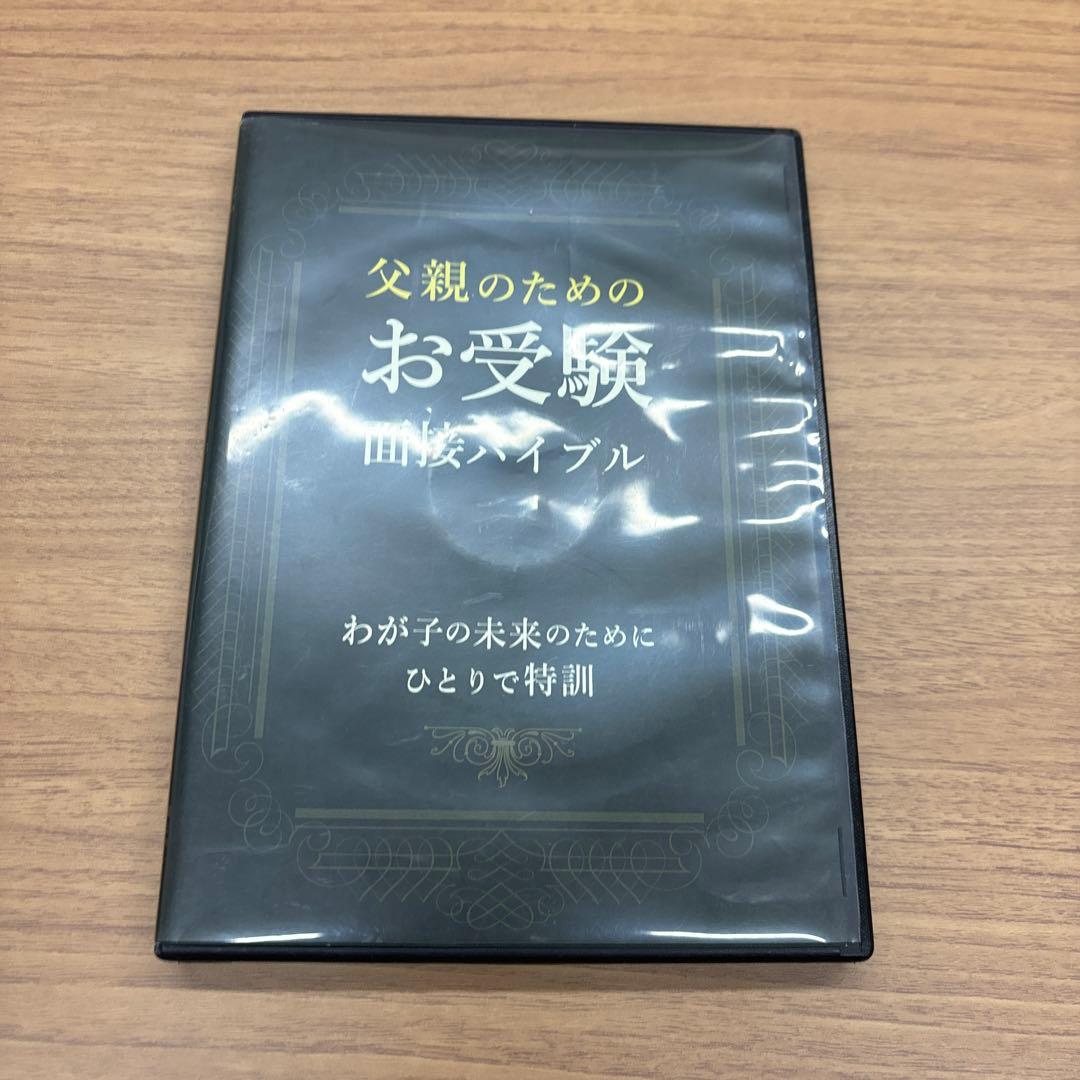 父親のための
お受験
面接バイブル
わが子の未来のために
ひとりで特訓